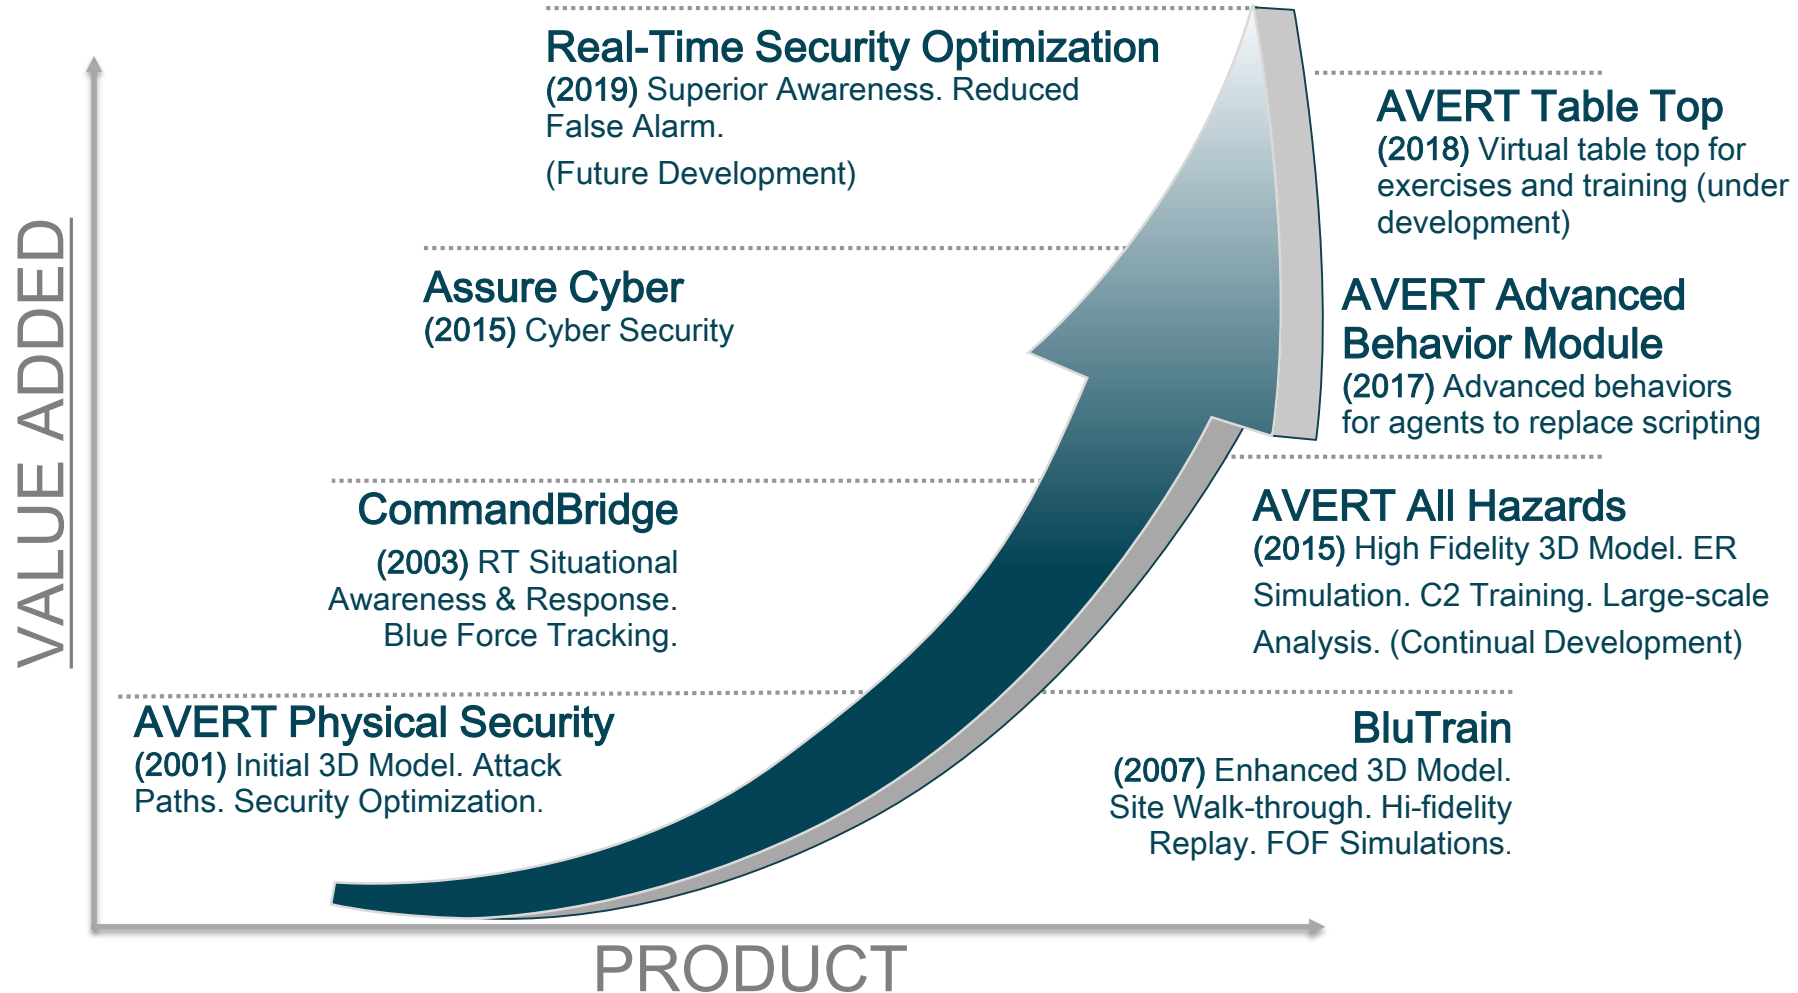 VALUE ADDED
Real-Time Security Optimization
(2019) Superior Awareness. Reduced
False Alarm.
(Future Development)
Assure Cyber
(2015) Cyber Security
CommandBridge
(2003) RT Situational
Awareness & Response.
Blue Force Tracking.
AVERT Physical Security
(2001) Initial 3D Model. Attack
Paths. Security Optimization.
AVERT Table Top
(2018) Virtual table top for
exercises and training (under
development)
AVERT Advanced
Behavior Module
(2017) Advanced behaviors
for agents to replace scripting
AVERT All Hazards
(2015) High Fidelity 3D Model. ER
Simulation. C2 Training. Large-scale
Analysis. (Continual Development)
BluTrain
(2007) Enhanced 3D Model.
Site Walk-through. Hi-fidelity
Replay. FOF Simulations.
PRODUCT